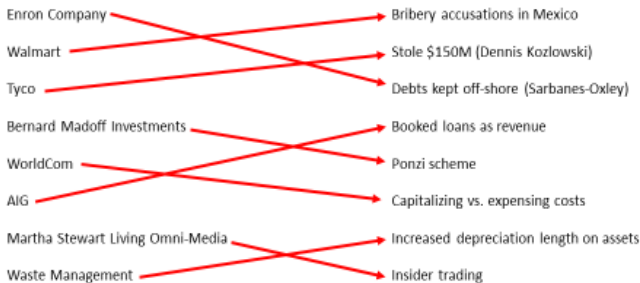 Enron Company Bribery accusations in Mexico
Walmart Stole $150M (Dennis Kozlowski)
Tyco Debts kept off-shore (Sarbanes-Oxley)
Bernard Madoff Investments Booked loans as revenue
WorldCom Ponzi scheme
AIG Capitalizing vs. expensing costs
Martha Stewart Living Omni-Media Increased depreciation length on assets
Waste Management Insider trading